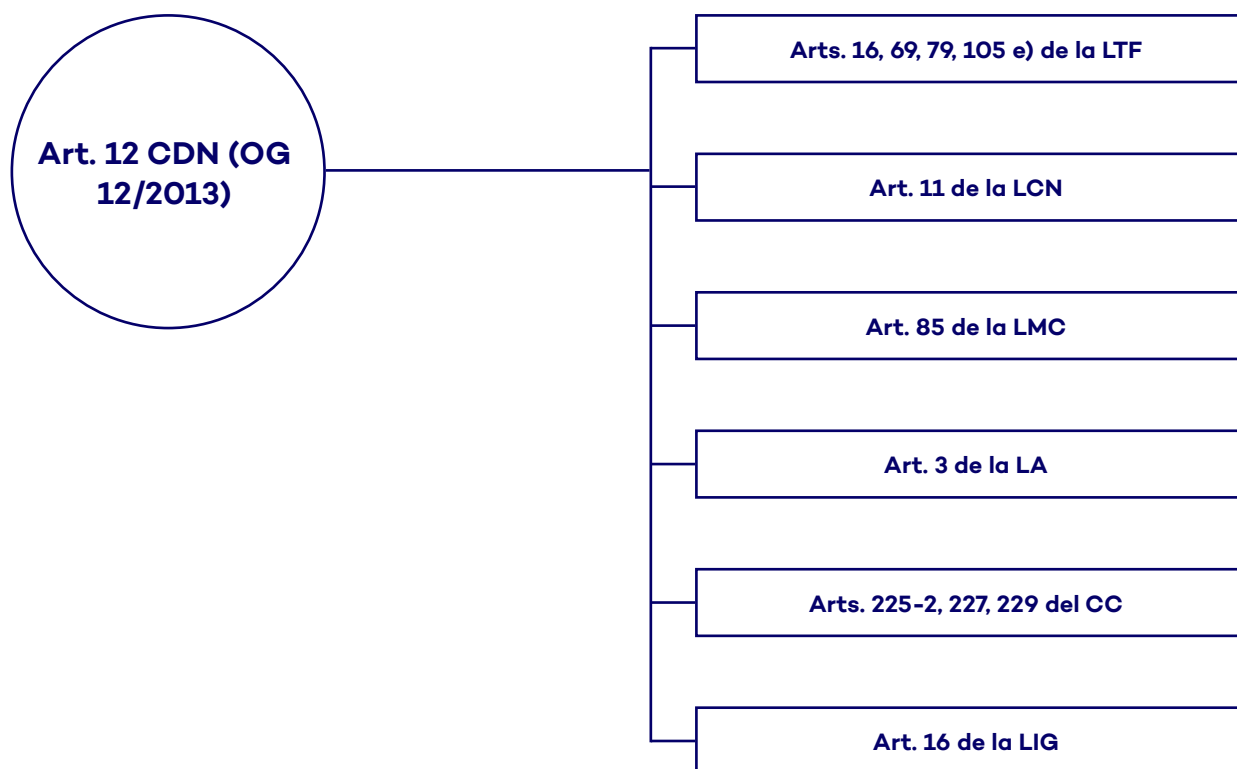 Art. 12 CDN (OG
12/2013)
Arts. 16, 69, 79, 105 e) de la LTF
Art. 11 de la LCN
Art. 85 de la LMC
Art. 3 de la LA
Arts. 225-2, 227, 229 del CC
Art. 16 de la LIG